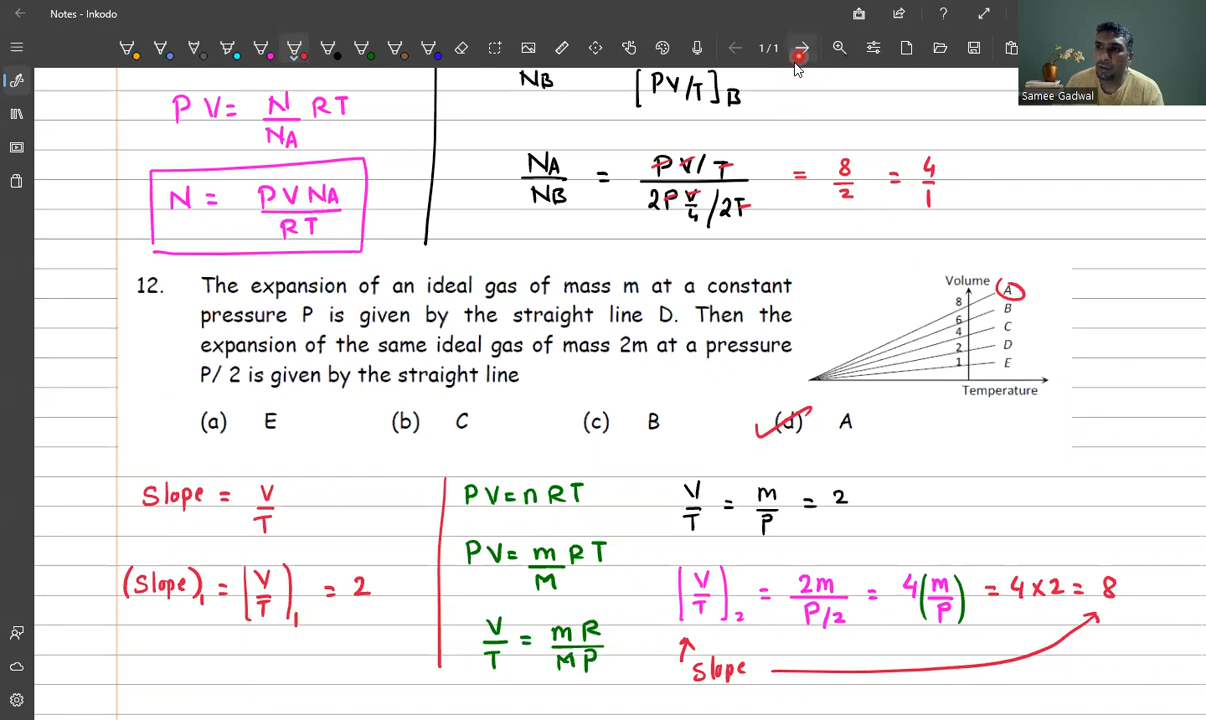 Notes - Inkodo
1/1
Samee Gadwal
PV = N/NA RT
N = PVNA/RT
NB [PV/T]B
NA/NB = PV/T / 2P V/4 /2T = 8/2 = 4/1
12. The expansion of an ideal gas of mass m at a constant
pressure P is given by the straight line D. Then the
expansion of the same ideal gas of mass 2m at a pressure
P/ 2 is given by the straight line
Volume
8 A
6 B
4 C
2 D
1 E
Temperature
(a) E (b) C (c) B (d) A
Slope = V/T
(Slope)1 = [V/T]1 = 2
PV = nRT
PV = m/M RT
V/T = mR/MP
V/T = m/P = 2
[V/T]2 = 2m/P/2 = 4(m/P) = 4×2 = 8
Slope